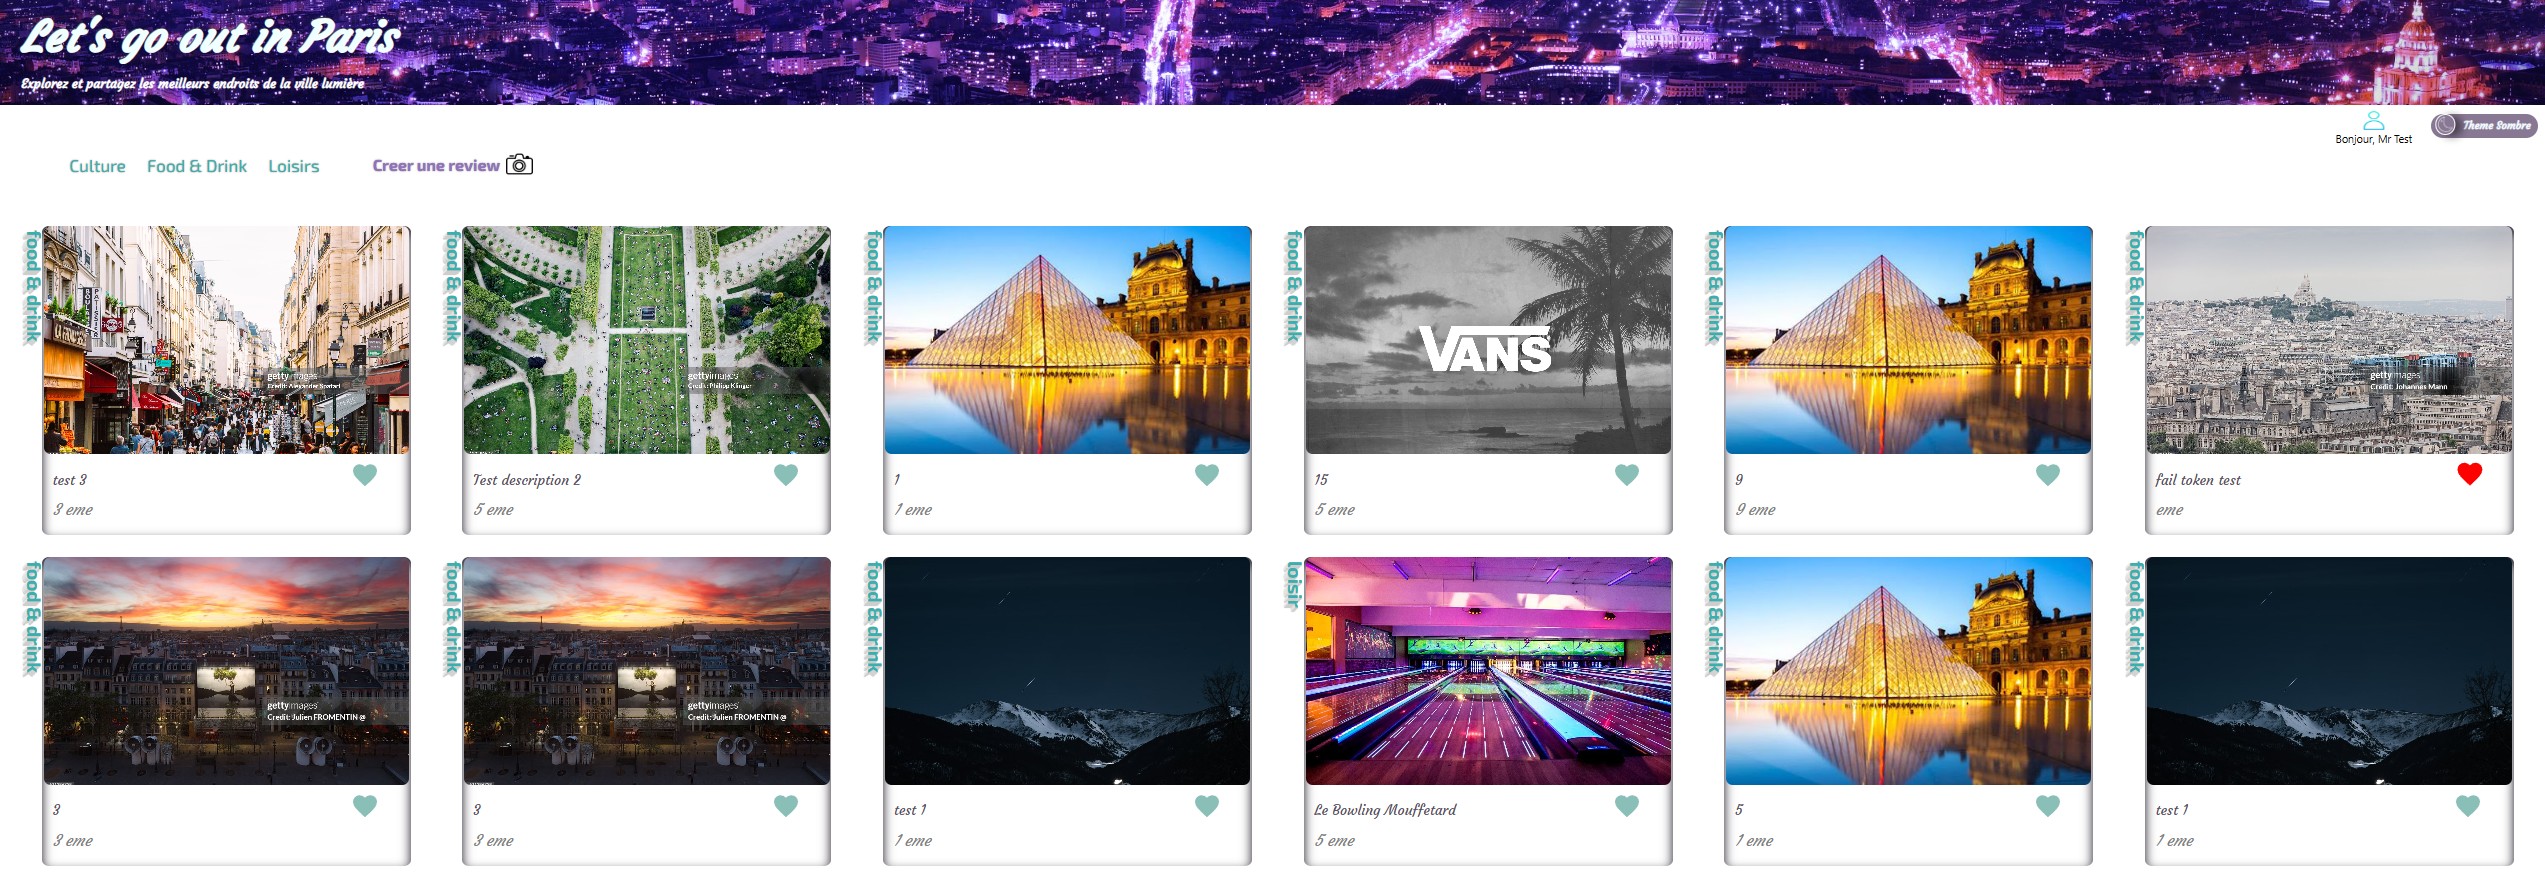 Let's go out in Paris
Explorez et partagez les meilleurs endroits de la ville lumière
Bonjour, Mr Test
Theme Sombre
Culture
Food & Drink
Loisirs
Creer une review
food & drink
gettyimages
Credit: Alexander Spatari
test 3
3 eme
food & drink
gettyimages
Credit: Philipp Klinger
Test description 2
5 eme
food & drink
1
1 eme
food & drink
VANS
15
5 eme
food & drink
9
9 eme
food & drink
gettyimages
Credit: Johannes Mann
fail token test
eme
food & drink
gettyimages
Credit: Julien FROMENTIN @
3
3 eme
food & drink
gettyimages
Credit: Julien FROMENTIN @
3
3 eme
food & drink
test 1
1 eme
loisir
Le Bowling Mouffetard
5 eme
food & drink
5
1 eme
food & drink
test 1
1 eme